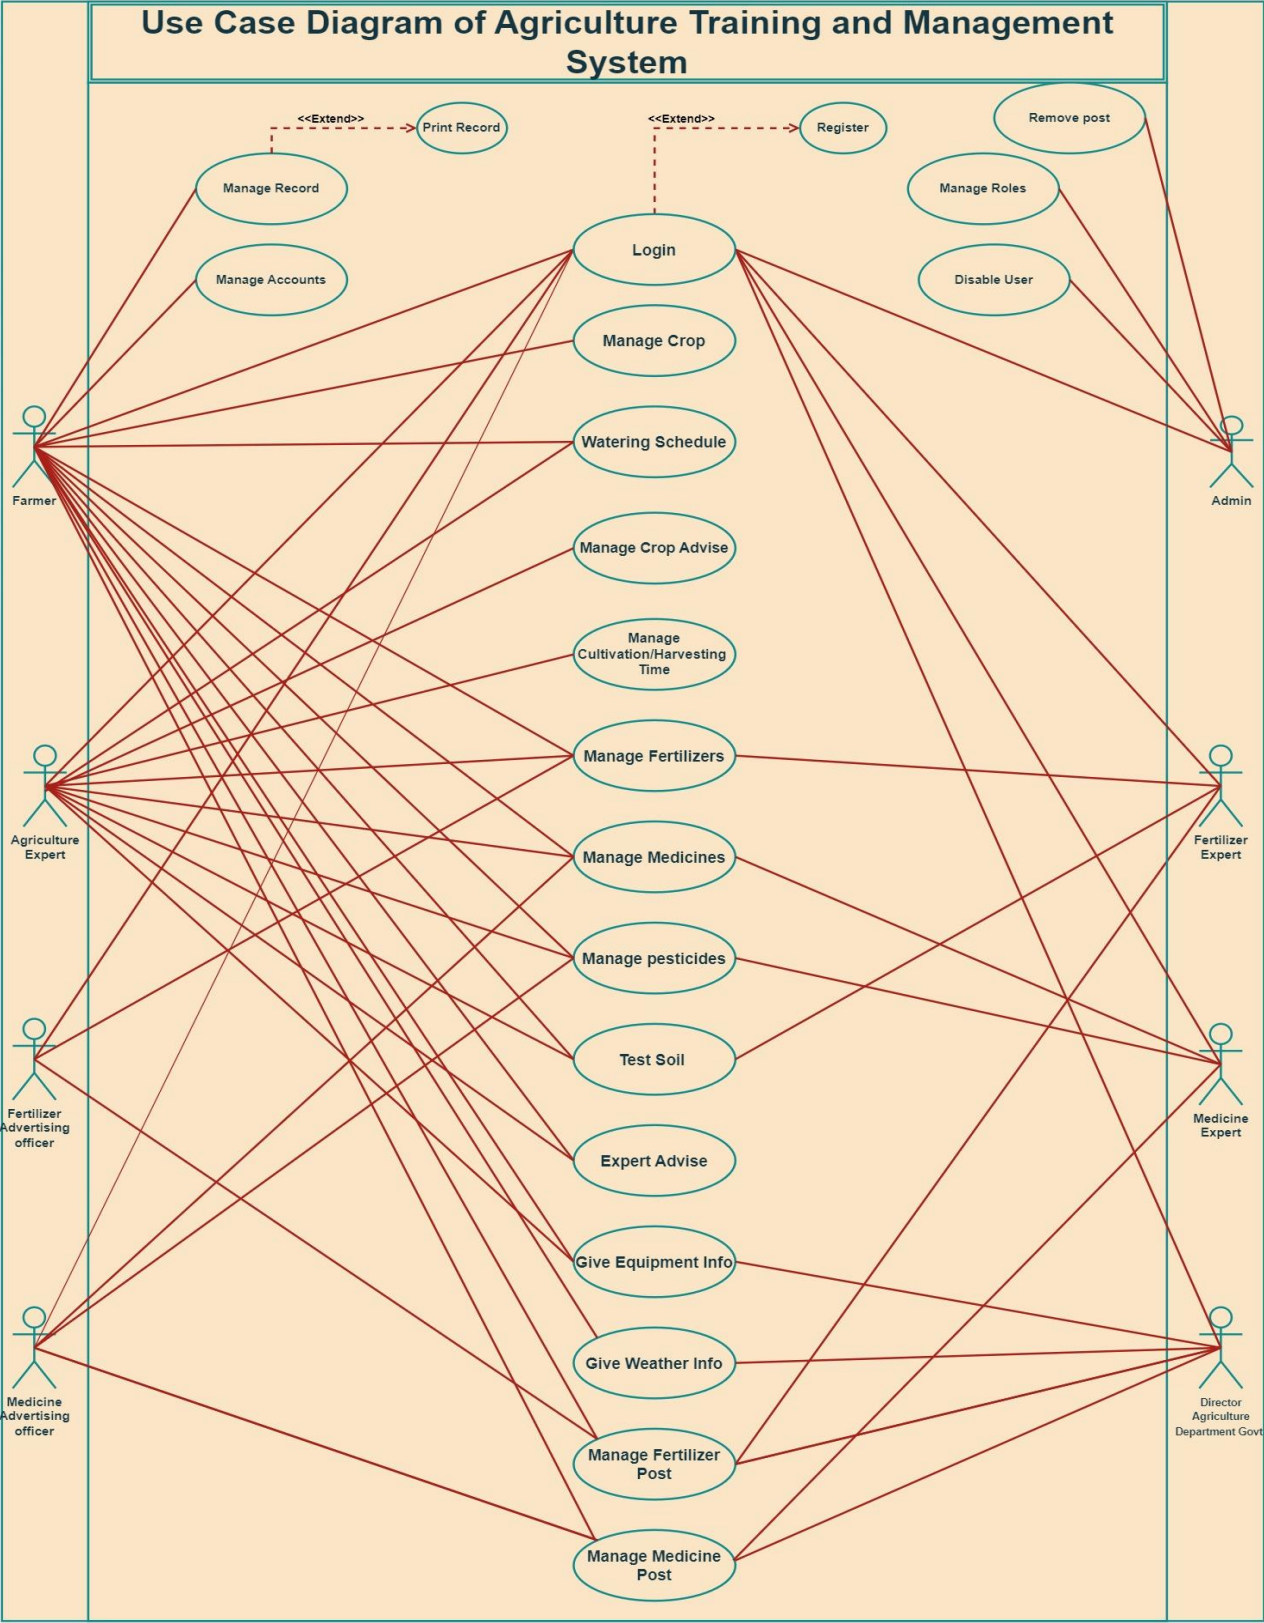 Use Case Diagram of Agriculture Training and Management
System
<<Extend>>
Print Record
<<Extend>>
Register
Remove post
Manage Record
Manage Roles
Login
Manage Accounts
Disable User
Manage Crop
Watering Schedule
Farmer
Admin
Manage Crop Advise
Manage
Cultivation/Harvesting
Time
Manage Fertilizers
Agriculture
Expert
Fertilizer
Expert
Manage Medicines
Manage pesticides
Test Soil
Fertilizer
Advertising
officer
Medicine
Expert
Expert Advise
Give Equipment Info
Give Weather Info
Medicine
Advertising
officer
Director
Agriculture
Department Govt
Manage Fertilizer
Post
Manage Medicine
Post